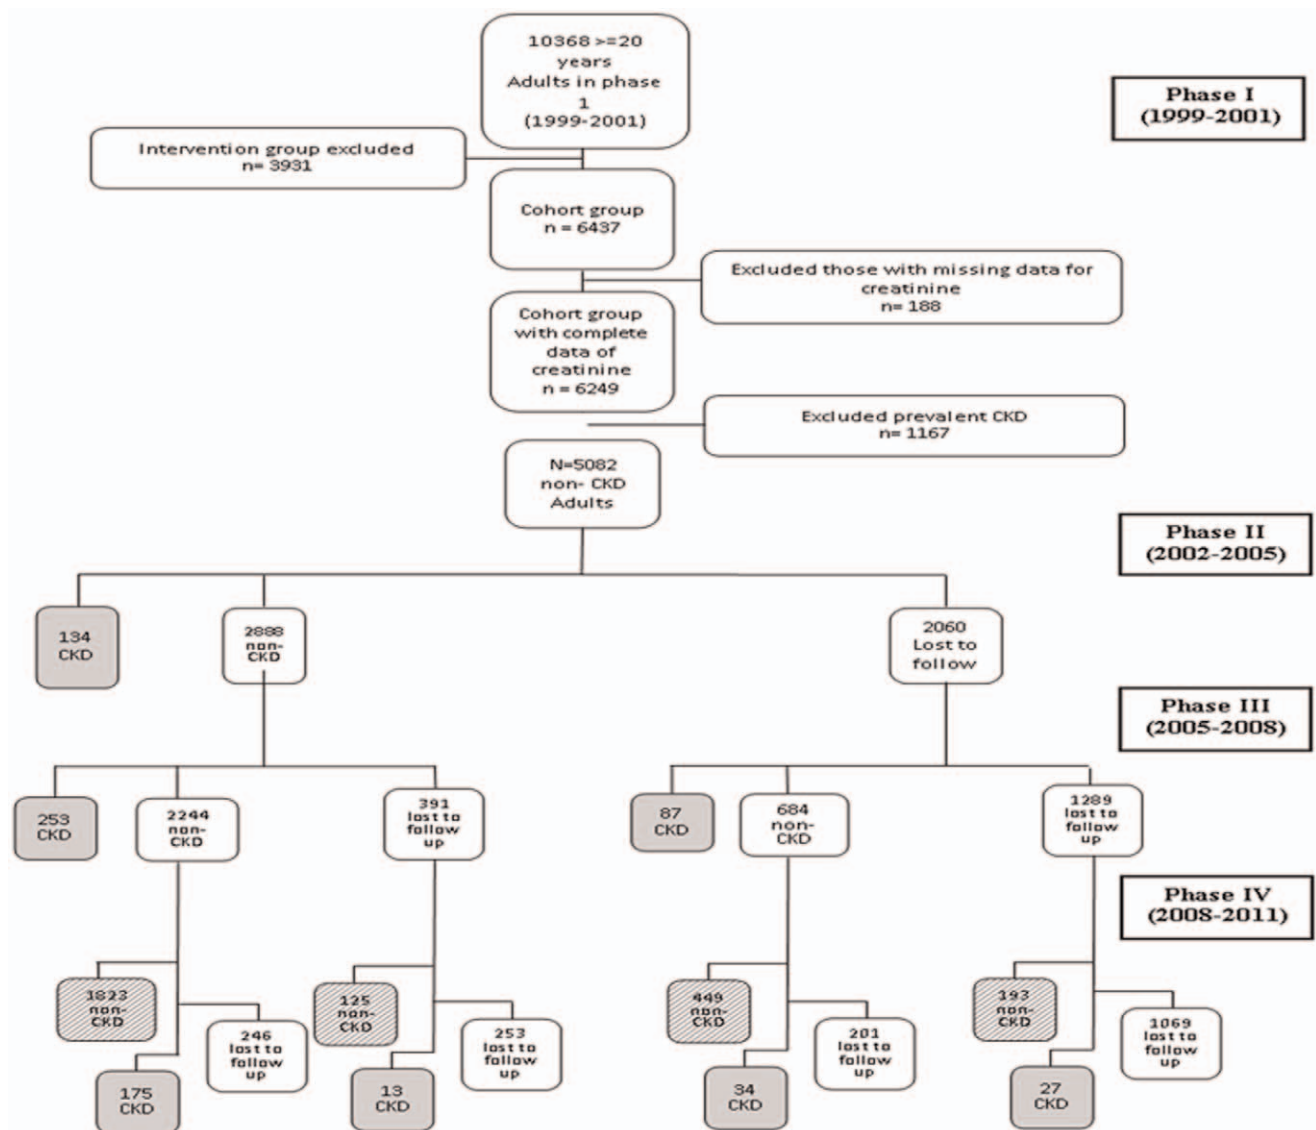 10368 >=20
years
Adults in phase
1
(1999-2001)
Phase I
(1999-2001)
Intervention group excluded
n= 3931
Cohort group
n = 6437
Excluded those with missing data for
creatinine
n= 188
Cohort group
with complete
data of
creatinine
n = 6249
Excluded prevalent CKD
n= 1167
N=5082
non- CKD
Adults
Phase II
(2002-2005)
134
CKD
2888
non-
CKD
2060
Lost to
follow
Phase III
(2005-2008)
253
CKD
2244
non-
CKD
391
lost to
follow
up
87
CKD
684
non-
CKD
1289
lost to
follow
up
Phase IV
(2008-2011)
1823
non-
CKD
246
lost to
follow
up
175
CKD
125
non-
CKD
253
lost to
follow
up
13
CKD
449
non-
CKD
201
lost to
follow
up
34
CKD
193
non-
CKD
1069
lost to
follow
up
27
CKD